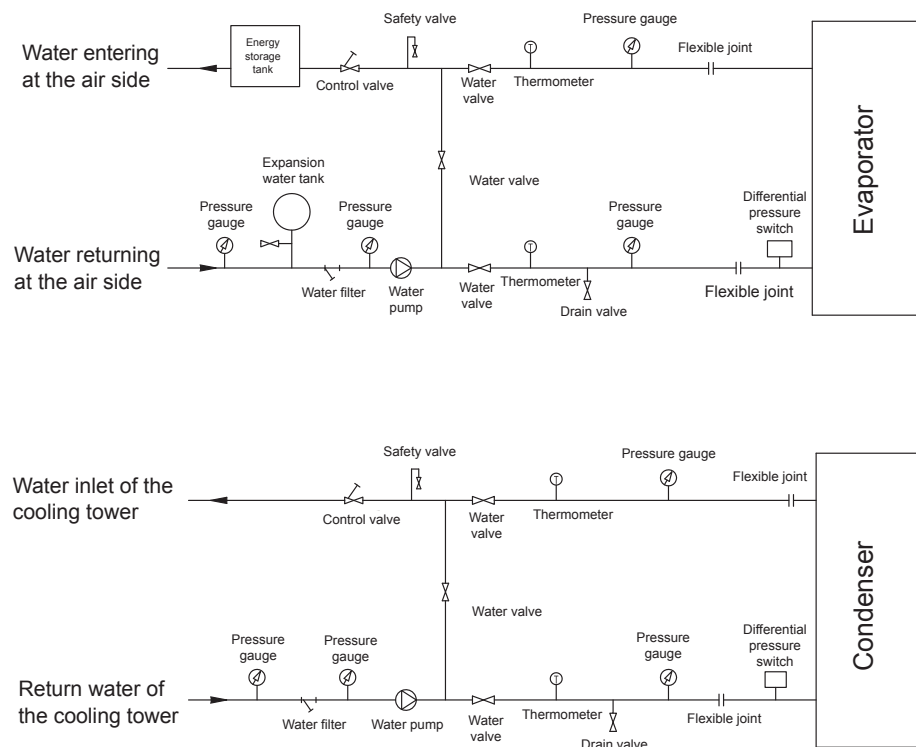 Safety valve
Pressure gauge
Flexible joint
Water entering
at the air side
Energy
storage
tank
Control valve
Water
valve
T
Thermometer
Evaporator
Expansion
water tank
Water valve
Pressure
gauge
Pressure
gauge
Pressure
gauge
Differential
pressure
switch
Water returning
at the air side
Water filter
Water
pump
Water
valve
T
Thermometer
Drain valve
Flexible joint
Safety valve
Pressure gauge
Flexible joint
Water inlet of the
cooling tower
Control valve
Water
valve
T
Thermometer
Condenser
Water valve
Pressure
gauge
Pressure
gauge
Pressure
gauge
Differential
pressure
switch
Return water of
the cooling tower
Water filter
Water pump
Water
valve
T
Thermometer
Drain valve
Flexible joint